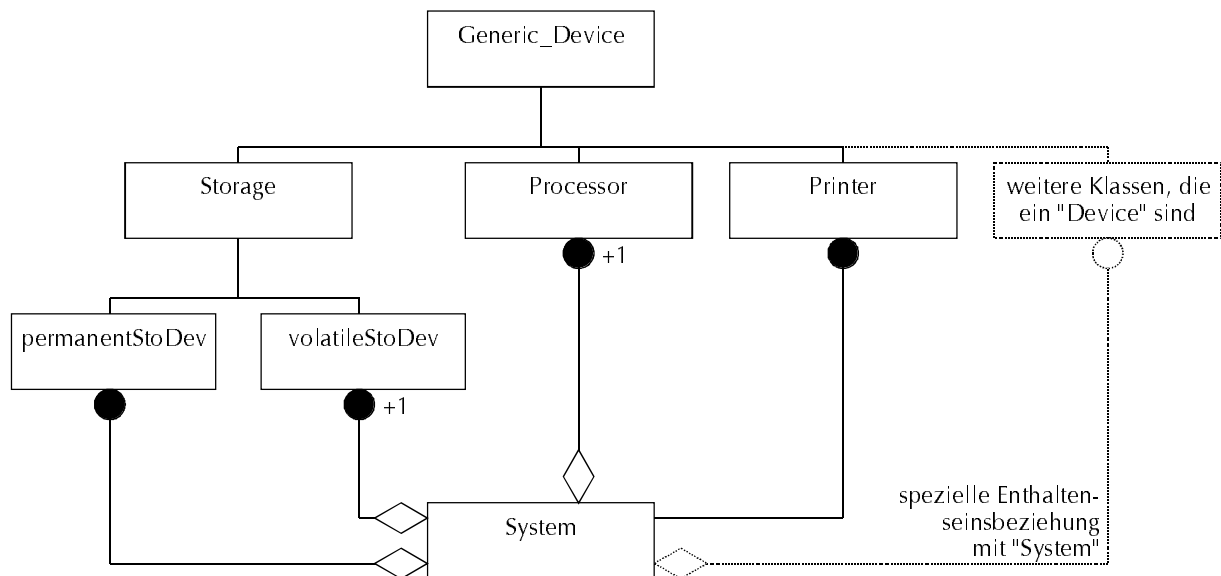 Generic_Device
Storage
Processor
Printer
weitere Klassen, die
ein "Device" sind
+1
permanentStoDev
volatileStoDev
+1
spezielle Enthalten-
seinsbeziehung
mit "System"
System